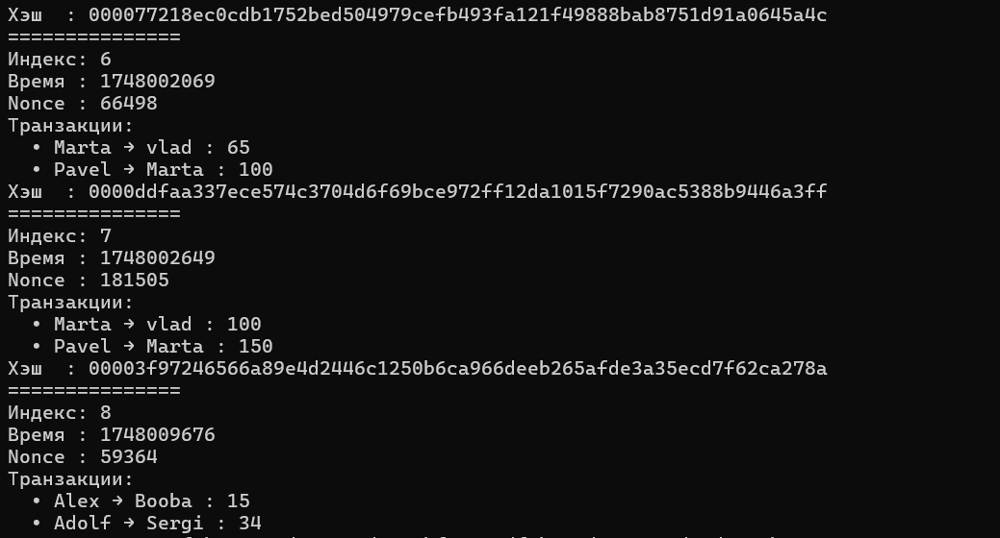 Хэш  : 000077218ec0cdb1752bed504979cefb493fa121f49888bab8751d91a0645a4c
===============
Индекс: 6
Время : 1748002069
Nonce : 66498
Транзакции:
  • Marta → vlad : 65
  • Pavel → Marta : 100
Хэш  : 0000ddfaa337ece574c3704d6f69bce972ff12da1015f7290ac5388b9446a3ff
===============
Индекс: 7
Время : 1748002649
Nonce : 181505
Транзакции:
  • Marta → vlad : 100
  • Pavel → Marta : 150
Хэш  : 00003f97246566a89e4d2446c1250b6ca966deeb265afde3a35ecd7f62ca278a
===============
Индекс: 8
Время : 1748009676
Nonce : 59364
Транзакции:
  • Alex → Booba : 15
  • Adolf → Sergi : 34